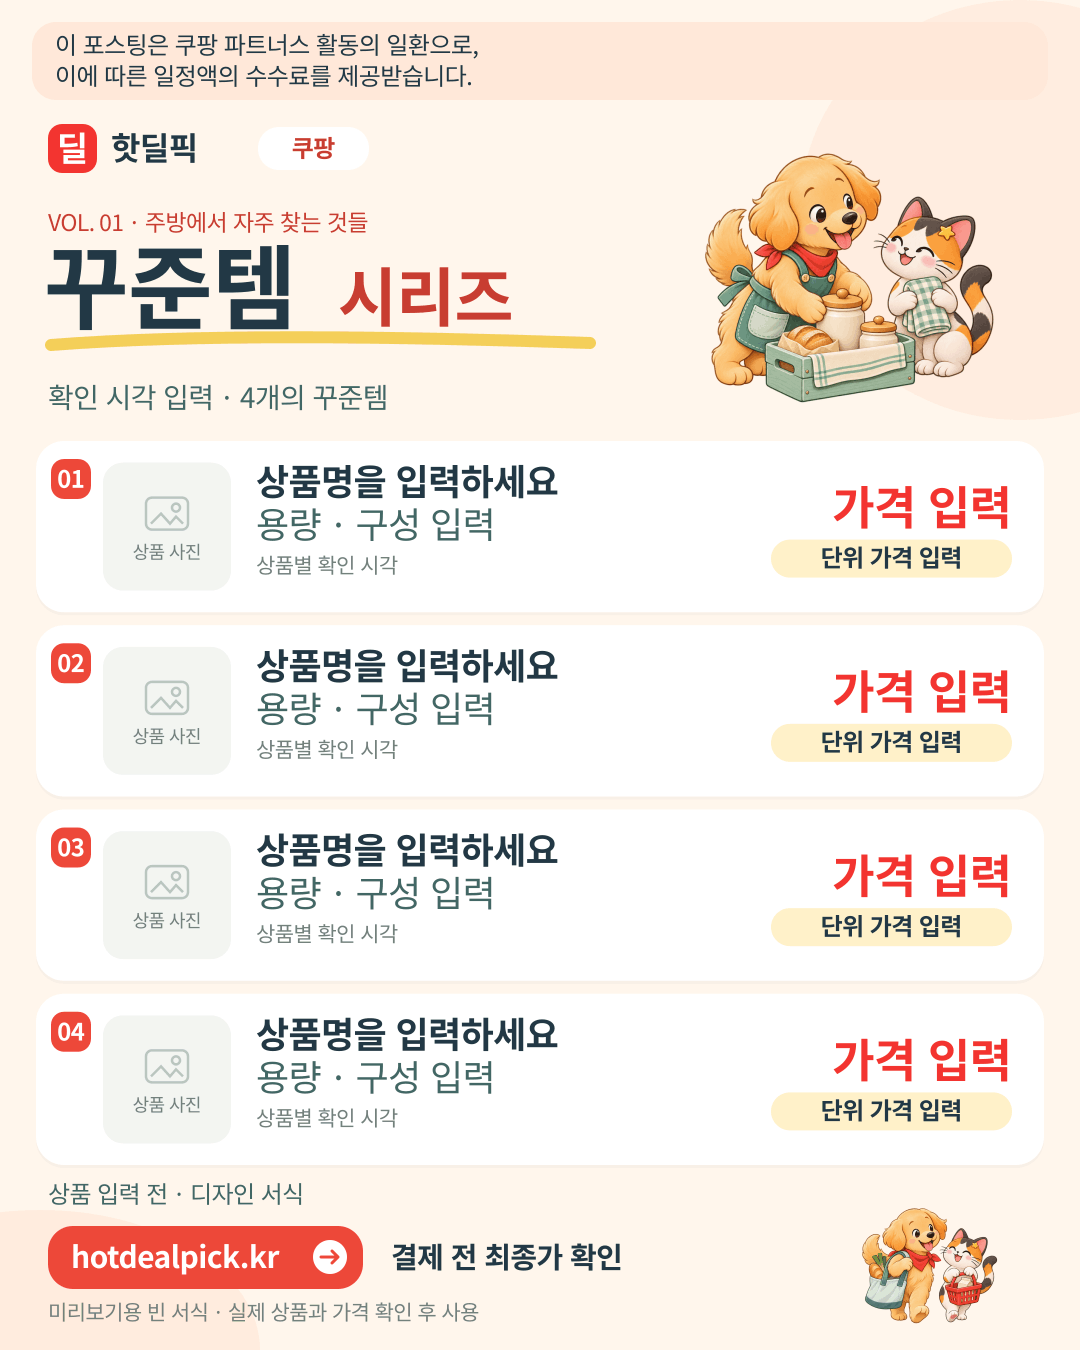 이 포스팅은 쿠팡 파트너스 활동의 일환으로,
이에 따른 일정액의 수수료를 제공받습니다.
딜 핫딜픽 쿠팡
VOL. 01 · 주방에서 자주 찾는 것들
꾸준템 시리즈
확인 시각 입력 · 4개의 꾸준템
01
상품 사진
상품명을 입력하세요
용량 · 구성 입력
상품별 확인 시각
가격 입력
단위 가격 입력
02
상품 사진
상품명을 입력하세요
용량 · 구성 입력
상품별 확인 시각
가격 입력
단위 가격 입력
03
상품 사진
상품명을 입력하세요
용량 · 구성 입력
상품별 확인 시각
가격 입력
단위 가격 입력
04
상품 사진
상품명을 입력하세요
용량 · 구성 입력
상품별 확인 시각
가격 입력
단위 가격 입력
상품 입력 전 · 디자인 서식
hotdealpick.kr
결제 전 최종가 확인
미리보기용 빈 서식 · 실제 상품과 가격 확인 후 사용